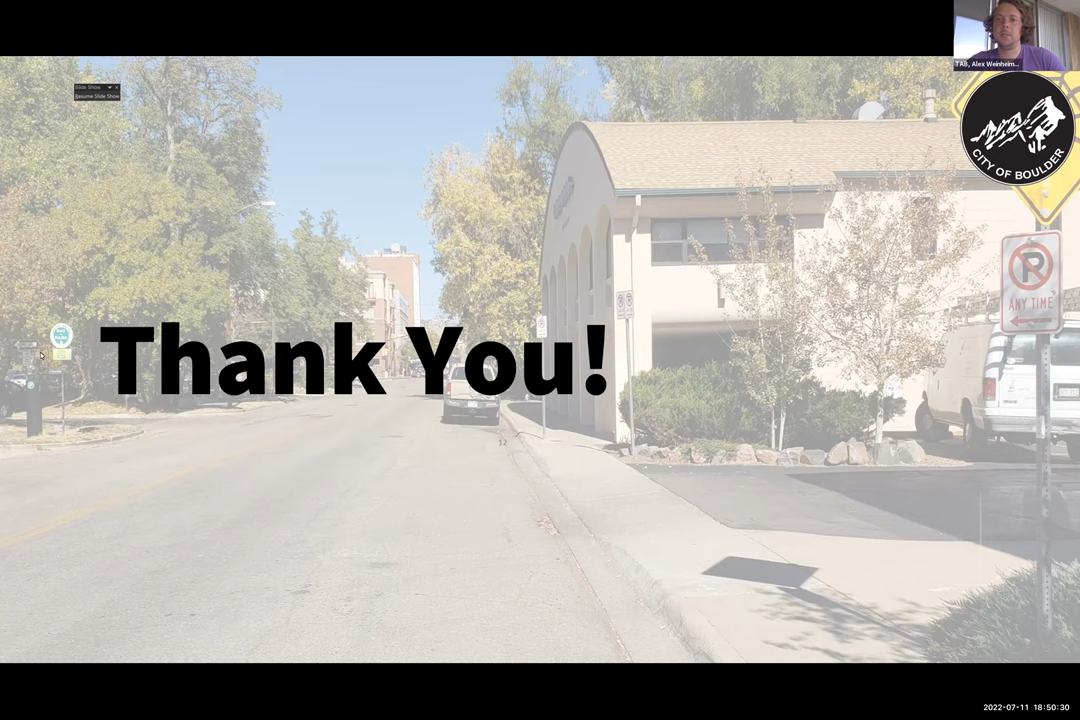 TAB, Alex Weinheim...
Slide Show
Resume Slide Show
CITY OF BOULDER
ANY TIME
Thank You!
12
2022-07-11 18:50:30